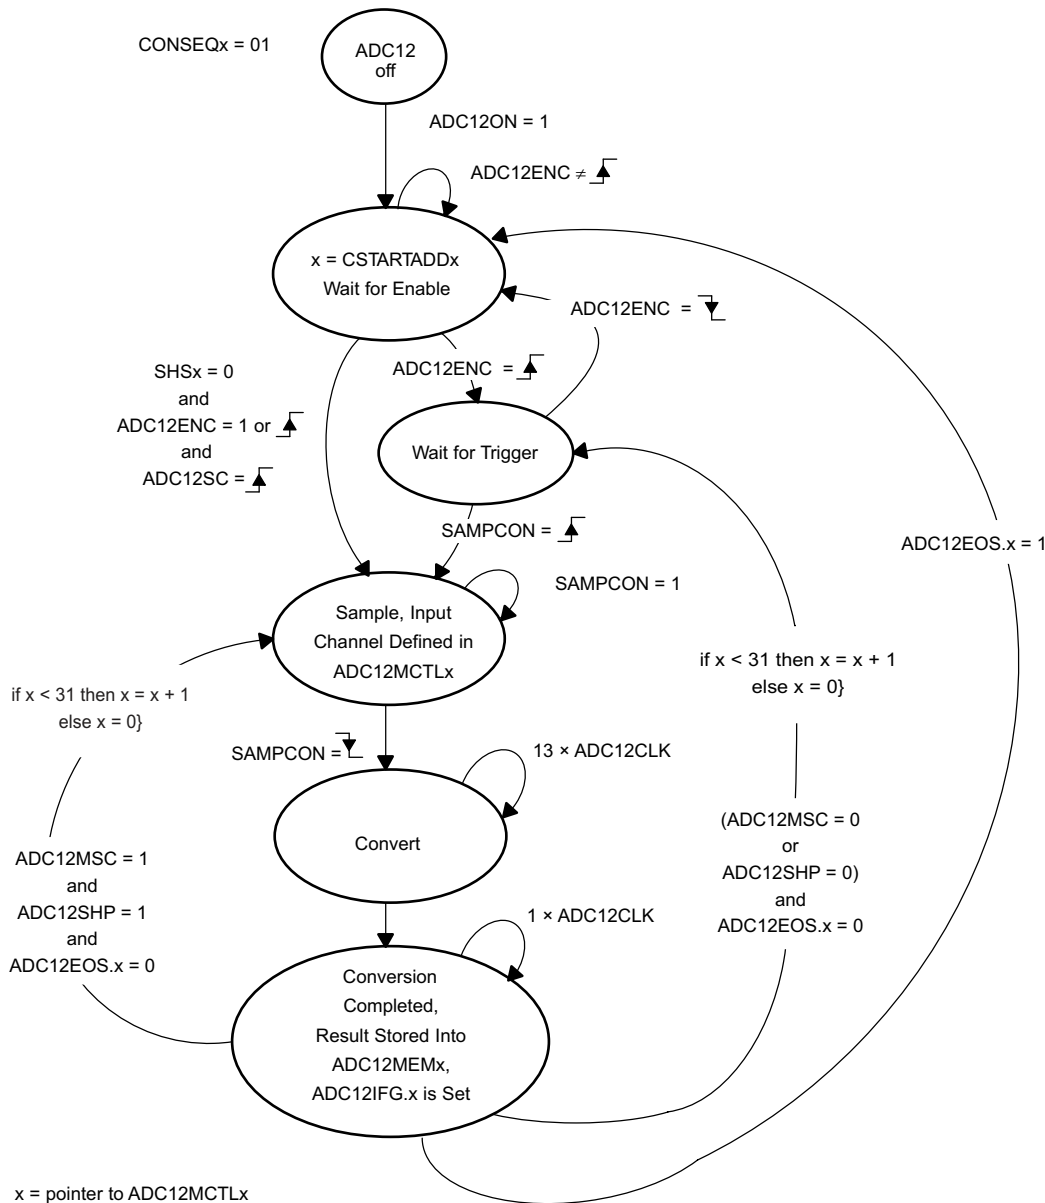 CONSEQx = 01
ADC12
off
ADC12ON = 1
ADC12ENC ≠
x = CSTARTADDx
Wait for Enable
ADC12ENC =
SHSx = 0
and
ADC12ENC = 1 or
and
ADC12SC =
ADC12ENC =
Wait for Trigger
SAMPCON =
ADC12EOS.x = 1
SAMPCON = 1
Sample, Input
Channel Defined in
ADC12MCTLx
if x < 31 then x = x + 1
else x = 0}
if x < 31 then x = x + 1
else x = 0}
SAMPCON =
13 × ADC12CLK
Convert
(ADC12MSC = 0
or
ADC12SHP = 0)
and
ADC12EOS.x = 0
ADC12MSC = 1
and
ADC12SHP = 1
and
ADC12EOS.x = 0
1 × ADC12CLK
Conversion
Completed,
Result Stored Into
ADC12MEMx,
ADC12IFG.x is Set
x = pointer to ADC12MCTLx